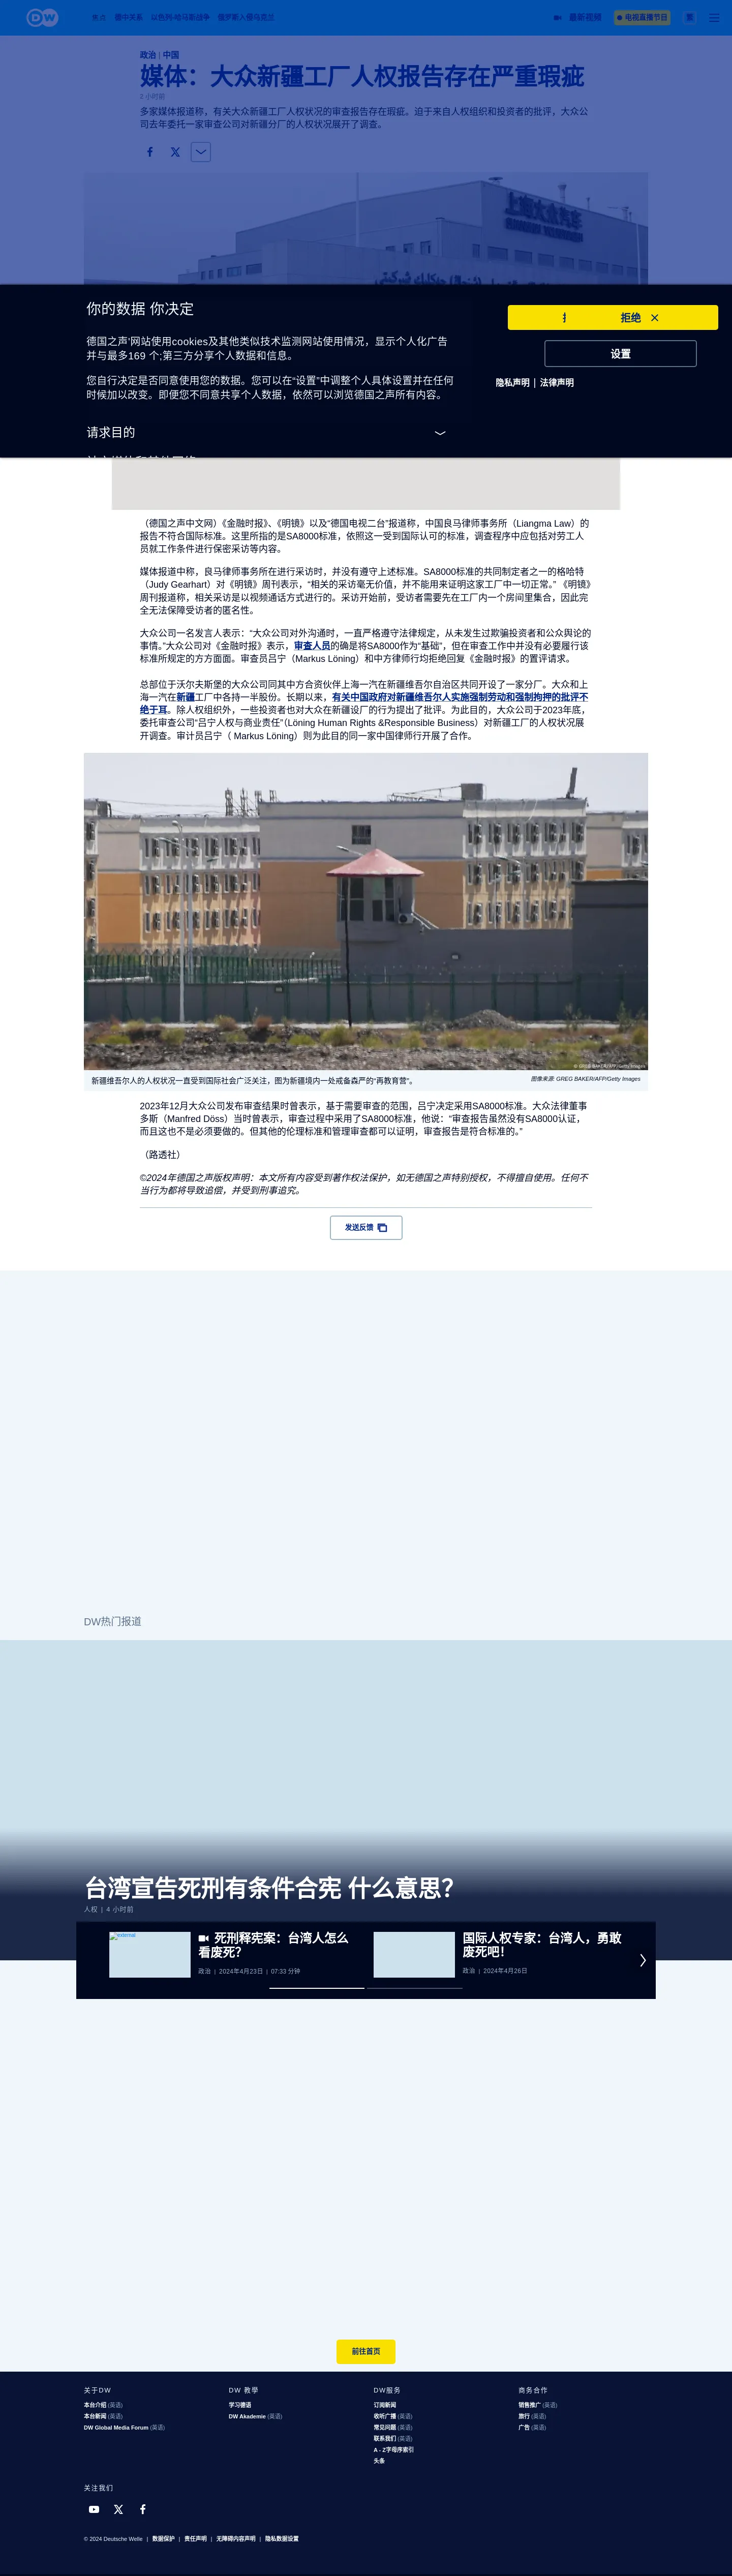 DW
焦点 德中关系 以色列-哈马斯战争 俄罗斯入侵乌克兰
最新视频 电视直播节目 繁
政治 | 中国
媒体：大众新疆工厂人权报告存在严重瑕疵
多家媒体报道称，有关大众新疆工厂人权状况的审查报告存在瑕疵。迫于来自人权组织和投资者的批评，大众公
司去年委托一家审查公司对新疆分厂的人权状况展开了调查。
上海大众汽车
你的数据 你决定
德国之声'网站使用cookies及其他类似技术监测网站使用情况，显示个人化广告
并与最多169 个;第三方分享个人数据和信息。
您自行决定是否同意使用您的数据。您可以在"设置"中调整个人具体设置并在任何
时候加以改变。即便您不同意共享个人数据，依然可以浏览德国之声所有内容。
请求目的
拒绝
设置
隐私声明 | 法律声明
（德国之声中文网）《金融时报》、《明镜》以及"德国电视二台"报道称，中国良马律师事务所（Liangma Law）的
报告不符合国际标准。这里所指的是SA8000标准，依照这一受到国际认可的标准，调查程序中应包括对劳工人
员就工作条件进行保密采访等内容。
媒体报道中称，良马律师事务所在进行采访时，并没有遵守上述标准。SA8000标准的共同制定者之一的格哈特
（Judy Gearhart）对《明镜》周刊表示，"相关的采访毫无价值，并不能用来证明这家工厂中一切正常。" 《明镜》
周刊报道称，相关采访是以视频通话方式进行的。采访开始前，受访者需要先在工厂内一个房间里集合，因此完
全无法保障受访者的匿名性。
大众公司一名发言人表示："大众公司对外沟通时，一直严格遵守法律规定，从未发生过欺骗投资者和公众舆论的
事情。"大众公司对《金融时报》表示，审查人员的确是将SA8000作为"基础"，但在审查工作中并没有必要履行该
标准所规定的方方面面。审查员吕宁（Markus Löning）和中方律师行均拒绝回复《金融时报》的置评请求。
总部位于沃尔夫斯堡的大众公司同其中方合资伙伴上海一汽在新疆维吾尔自治区共同开设了一家分厂。大众和上
海一汽在新疆工厂中各持一半股份。长期以来，有关中国政府对新疆维吾尔人实施强制劳动和强制拘押的批评不
绝于耳。除人权组织外，一些投资者也对大众在新疆设厂的行为提出了批评。为此目的，大众公司于2023年底，
委托审查公司"吕宁人权与商业责任"（Löning Human Rights &Responsible Business）对新疆工厂的人权状况展
开调查。审计员吕宁（ Markus Löning）则为此目的同一家中国律师行开展了合作。
© GREG BAKER/AFP/Getty Images
新疆维吾尔人的人权状况一直受到国际社会广泛关注，图为新疆境内一处戒备森严的"再教育营"。
图像来源: GREG BAKER/AFP/Getty Images
2023年12月大众公司发布审查结果时曾表示，基于需要审查的范围，吕宁决定采用SA8000标准。大众法律董事
多斯（Manfred Döss）当时曾表示，审查过程中采用了SA8000标准，他说："审查报告虽然没有SA8000认证，
而且这也不是必须要做的。但其他的伦理标准和管理审查都可以证明，审查报告是符合标准的。"
（路透社）
©2024年德国之声版权声明：本文所有内容受到著作权法保护，如无德国之声特别授权，不得擅自使用。任何不
当行为都将导致追偿，并受到刑事追究。
发送反馈
DW热门报道
台湾宣告死刑有条件合宪 什么意思？
人权 | 4 小时前
external
死刑释宪案：台湾人怎么
看废死？
政治 | 2024年4月23日 | 07:33 分钟
国际人权专家：台湾人，勇敢
废死吧！
政治 | 2024年4月26日
前往首页
关于DW
本台介绍 (英语)
本台新闻 (英语)
DW Global Media Forum (英语)
DW 教學
学习德语
DW Akademie (英语)
DW服务
订阅新闻
收听广播 (英语)
常见问题 (英语)
联系我们 (英语)
A - Z字母序索引
头条
商务合作
销售推广 (英语)
旅行 (英语)
广告 (英语)
关注我们
© 2024 Deutsche Welle | 数据保护 | 责任声明 | 无障碍内容声明 | 隐私数据设置